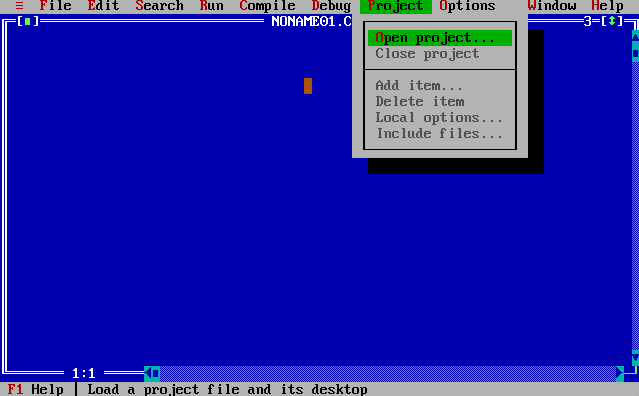 ≡ File Edit Search Run Compile Debug Project Options Window Help
[■] NONAME01.C 3=[↕]
Open project...
Close project
Add item...
Delete item
Local options...
Include files...
1:1
F1 Help | Load a project file and its desktop